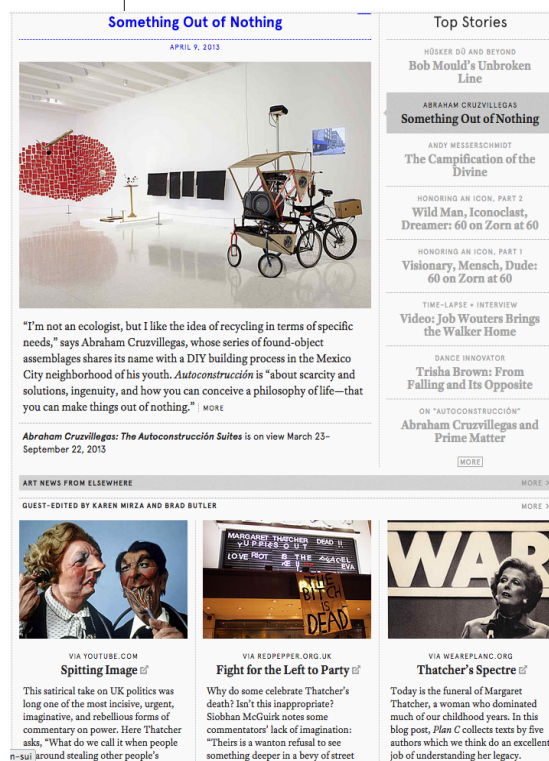 Something Out of Nothing
APRIL 9, 2013
“I’m not an ecologist, but I like the idea of recycling in terms of specific
needs,” says Abraham Cruzvillegas, whose series of found-object
assemblages shares its name with a DIY building process in the Mexico
City neighborhood of his youth. Autoconstrucción is “about scarcity and
solutions, ingenuity, and how you can conceive a philosophy of life—that
you can make things out of nothing.” MORE
Abraham Cruzvillegas: The Autoconstrucción Suites is on view March 23–
September 22, 2013
Top Stories
HÜSKER DÜ AND BEYOND
Bob Mould’s Unbroken
Line
ABRAHAM CRUZVILLEGAS
Something Out of Nothing
ANDY MESSERSCHMIDT
The Campification of the
Divine
HONORING AN ICON, PART 2
Wild Man, Iconoclast,
Dreamer: 60 on Zorn at 60
HONORING AN ICON, PART 1
Visionary, Mensch, Dude:
60 on Zorn at 60
TIME-LAPSE + INTERVIEW
Video: Job Wouters Brings
the Walker Home
DANCE INNOVATOR
Trisha Brown: From
Falling and Its Opposite
ON “AUTOCONSTRUCCIÓN”
Abraham Cruzvillegas and
Prime Matter
MORE
ART NEWS FROM ELSEWHERE MORE >
GUEST-EDITED BY KAREN MIRZA AND BRAD BUTLER MORE >
VIA YOUTUBE.COM
Spitting Image
This satirical take on UK politics was
long one of the most incisive, urgent,
imaginative, and rebellious forms of
commentary on power. Here Thatcher
asks, “What do we call it when people
around stealing other people’s
n-sui
MARGARET THATCHER DEAD
YUPPIES OUT
LOVE RIOT IS THE
EVA
THE
BITCH
IS
DEAD
VIA REDPEPPER.ORG.UK
Fight for the Left to Party
Why do some celebrate Thatcher’s
death? Isn’t this inappropriate?
Siobhan McGuirk notes some
commentators’ lack of imagination:
“Theirs is a wanton refusal to see
something deeper in a bevy of street
WAR
VIA WEAREPLANC.ORG
Thatcher’s Spectre
Today is the funeral of Margaret
Thatcher, a woman who dominated
much of our childhood years. In this
blog post, Plan C collects texts by five
authors which we think do an excellent
job of understanding her legacy.